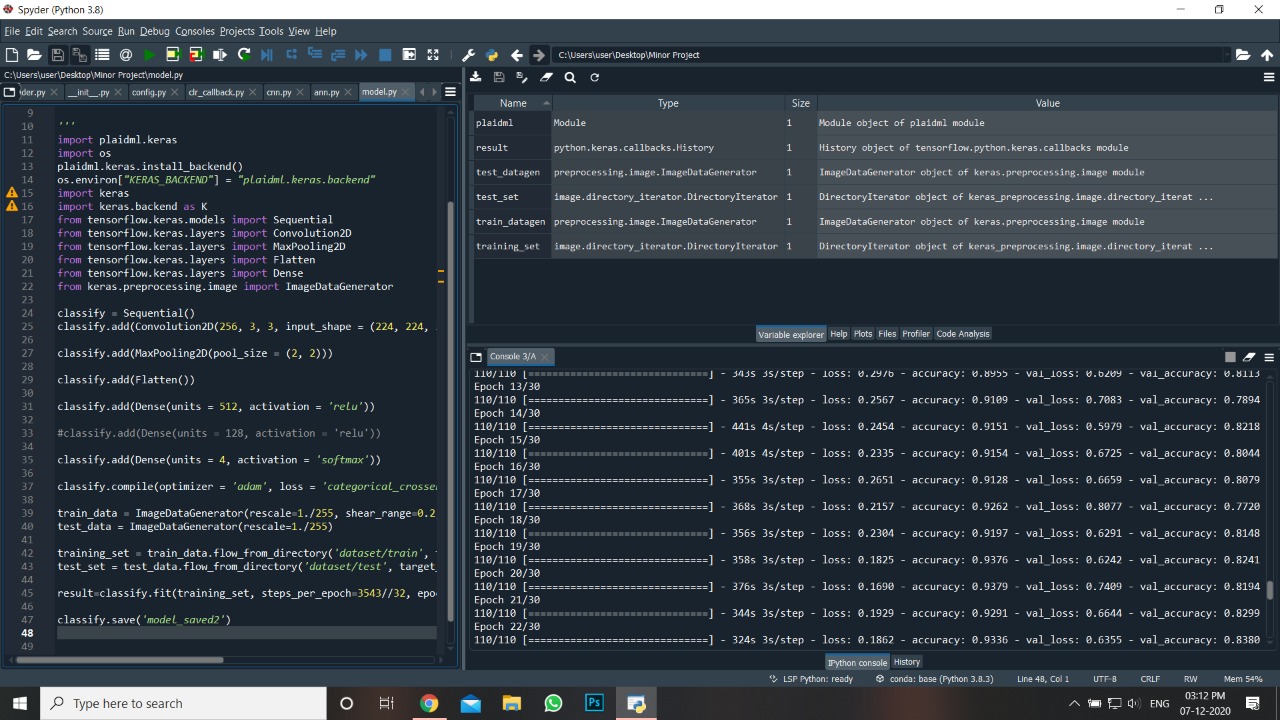 Spyder (Python 3.8)
File Edit Search Source Run Debug Consoles Projects Tools View Help
C:\Users\user\Desktop\Minor Project
C:\Users\user\Desktop\Minor Project\model.py
der.py __init__.py config.py clr_callback.py cnn.py ann.py model.py
9
10 '''
11 import plaidml.keras
12 import os
13 plaidml.keras.install_backend()
14 os.environ["KERAS_BACKEND"] = "plaidml.keras.backend"
15 import keras
16 import keras.backend as K
17 from tensorflow.keras.models import Sequential
18 from tensorflow.keras.layers import Convolution2D
19 from tensorflow.keras.layers import MaxPooling2D
20 from tensorflow.keras.layers import Flatten
21 from tensorflow.keras.layers import Dense
22 from keras.preprocessing.image import ImageDataGenerator
23
24 classify = Sequential()
25 classify.add(Convolution2D(256, 3, 3, input_shape = (224, 224,
26
27 classify.add(MaxPooling2D(pool_size = (2, 2)))
28
29 classify.add(Flatten())
30
31 classify.add(Dense(units = 512, activation = 'relu'))
32
33 #classify.add(Dense(units = 128, activation = 'relu'))
34
35 classify.add(Dense(units = 4, activation = 'softmax'))
36
37 classify.compile(optimizer = 'adam', loss = 'categorical_crosse
38
39 train_data = ImageDataGenerator(rescale=1./255, shear_range=0.2
40 test_data = ImageDataGenerator(rescale=1./255)
41
42 training_set = train_data.flow_from_directory('dataset/train',
43 test_set = test_data.flow_from_directory('dataset/test', target_
44
45 result=classify.fit(training_set, steps_per_epoch=3543//32, epo
46
47 classify.save('model_saved2')
48
49
Name Type Size Value
plaidml Module 1 Module object of plaidml module
result python.keras.callbacks.History 1 History object of tensorflow.python.keras.callbacks module
test_datagen preprocessing.image.ImageDataGenerator 1 ImageDataGenerator object of keras.preprocessing.image module
test_set image.directory_iterator.DirectoryIterator 1 DirectoryIterator object of keras_preprocessing.image.directory_iterat ...
train_datagen preprocessing.image.ImageDataGenerator 1 ImageDataGenerator object of keras.preprocessing.image module
training_set image.directory_iterator.DirectoryIterator 1 DirectoryIterator object of keras_preprocessing.image.directory_iterat ...
Variable explorer Help Plots Files Profiler Code Analysis
Console 3/A
110/110 [==============================] - 343s 3s/step - loss: 0.2976 - accuracy: 0.8955 - val_loss: 0.6209 - val_accuracy: 0.8113
Epoch 13/30
110/110 [==============================] - 365s 3s/step - loss: 0.2567 - accuracy: 0.9109 - val_loss: 0.7083 - val_accuracy: 0.7894
Epoch 14/30
110/110 [==============================] - 441s 4s/step - loss: 0.2454 - accuracy: 0.9151 - val_loss: 0.5979 - val_accuracy: 0.8218
Epoch 15/30
110/110 [==============================] - 401s 4s/step - loss: 0.2335 - accuracy: 0.9154 - val_loss: 0.6725 - val_accuracy: 0.8044
Epoch 16/30
110/110 [==============================] - 355s 3s/step - loss: 0.2651 - accuracy: 0.9128 - val_loss: 0.6659 - val_accuracy: 0.8079
Epoch 17/30
110/110 [==============================] - 368s 3s/step - loss: 0.2157 - accuracy: 0.9262 - val_loss: 0.8077 - val_accuracy: 0.7720
Epoch 18/30
110/110 [==============================] - 356s 3s/step - loss: 0.2304 - accuracy: 0.9197 - val_loss: 0.6291 - val_accuracy: 0.8148
Epoch 19/30
110/110 [==============================] - 358s 3s/step - loss: 0.1825 - accuracy: 0.9376 - val_loss: 0.6242 - val_accuracy: 0.8241
Epoch 20/30
110/110 [==============================] - 376s 3s/step - loss: 0.1690 - accuracy: 0.9379 - val_loss: 0.7409 - val_accuracy: 0.8194
Epoch 21/30
110/110 [==============================] - 344s 3s/step - loss: 0.1929 - accuracy: 0.9291 - val_loss: 0.6644 - val_accuracy: 0.8299
Epoch 22/30
110/110 [==============================] - 324s 3s/step - loss: 0.1862 - accuracy: 0.9336 - val_loss: 0.6355 - val_accuracy: 0.8380
IPython console History
LSP Python: ready conda: base (Python 3.8.3) Line 48, Col 1 UTF-8 CRLF RW Mem 54%
Type here to search
Ps
ENG
03:12 PM
07-12-2020